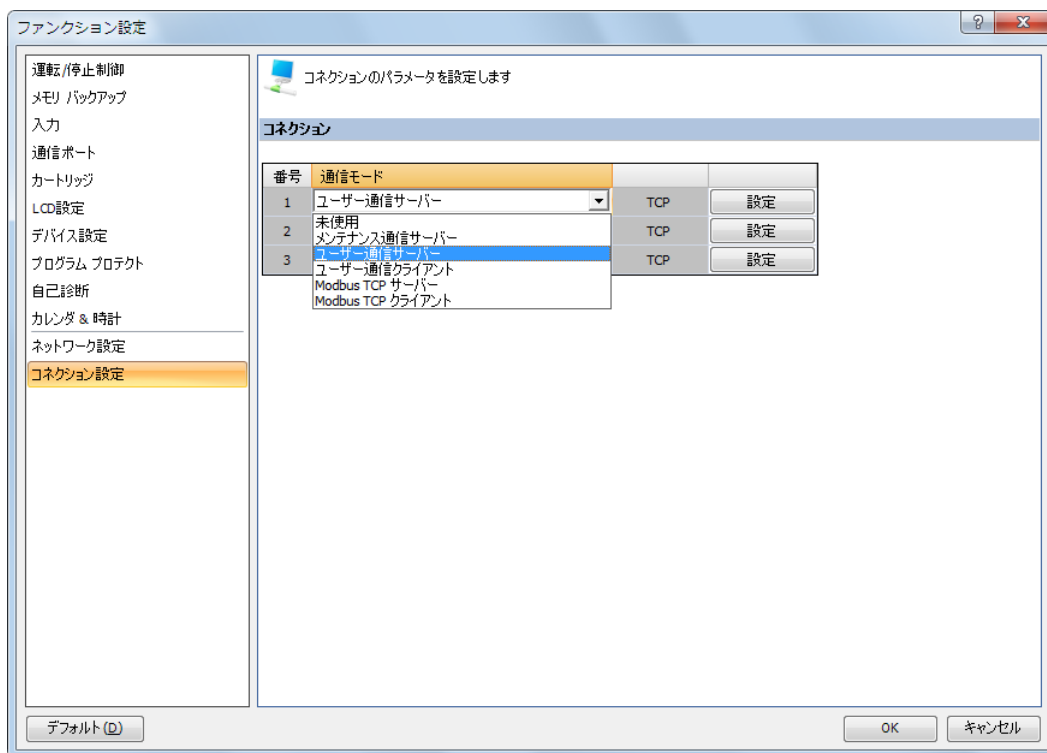 ファンクション設定
?
X
運転/停止制御
メモリ バックアップ
入力
通信ポート
カートリッジ
LCD設定
デバイス設定
プログラム プロテクト
自己診断
カレンダ & 時計
ネットワーク設定
コネクション設定
コネクションのパラメータを設定します
コネクション
番号 通信モード
1 ユーザー通信サーバー TCP 設定
2 TCP 設定
3 TCP 設定
未使用
メンテナンス通信サーバー
ユーザー通信サーバー
ユーザー通信クライアント
Modbus TCP サーバー
Modbus TCP クライアント
デフォルト(D)
OK
キャンセル